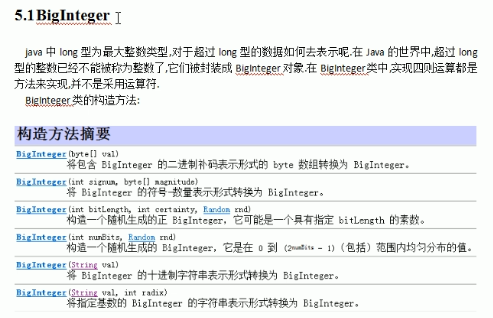 5.1BigInteger
java 中 long 型为最大整数类型,对于超过 long 型的数据如何去表示呢.在 Java 的世界中,超过 long
型的整数已经不能被称为整数了,它们被封装成 BigInteger 对象.在 BigInteger类中,实现四则运算都是
方法来实现,并不是采用运算符.
BigInteger 类的构造方法:
构造方法摘要
BigInteger(byte[] val)
将包含 BigInteger 的二进制补码表示形式的 byte 数组转换为 BigInteger。
BigInteger(int signum, byte[] magnitude)
将 BigInteger 的符号-数量表示形式转换为 BigInteger。
BigInteger(int bitLength, int certainty, Random rnd)
构造一个随机生成的正 BigInteger，它可能是一个具有指定 bitLength 的素数。
BigInteger(int numBits, Random rnd)
构造一个随机生成的 BigInteger，它是在 0 到 (2numBits - 1)（包括）范围内均匀分布的值。
BigInteger(String val)
将 BigInteger 的十进制字符串表示形式转换为 BigInteger。
BigInteger(String val, int radix)
将指定基数的 BigInteger 的字符串表示形式转换为 BigInteger。